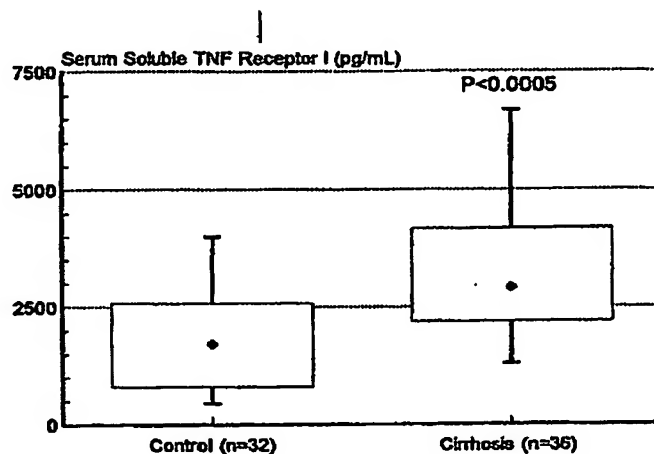 Serum Soluble TNF Receptor I (pg/mL)
7500
P<0.0005
5000
2500
0
Control (n=32)
Cirrhosis (n=36)